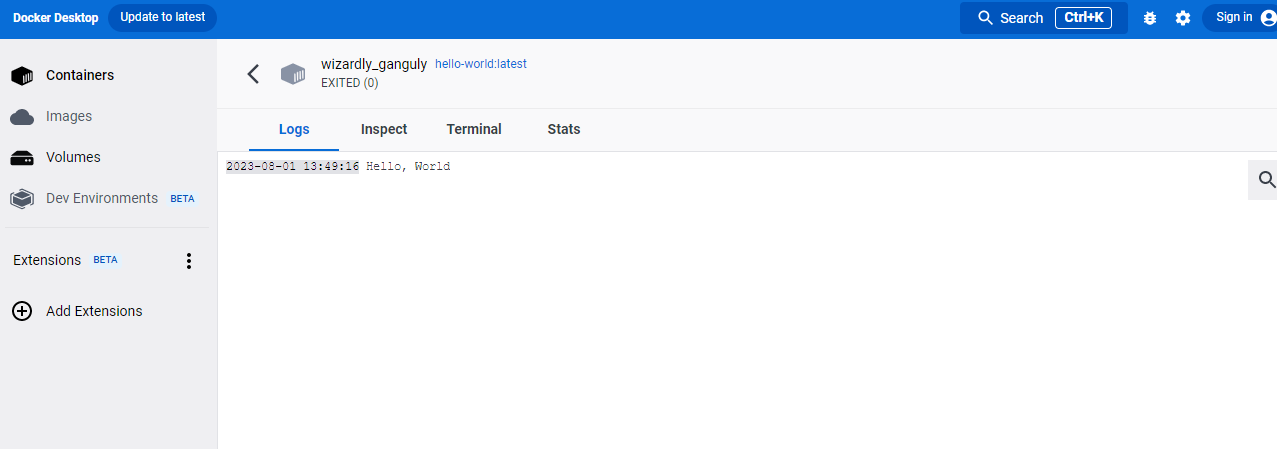 Docker Desktop Update to latest Search Ctrl+K Sign in
Containers
Images
Volumes
Dev Environments BETA
Extensions BETA
Add Extensions
wizardly_ganguly hello-world:latest
EXITED (0)
Logs Inspect Terminal Stats
2023-08-01 13:49:16 Hello, World